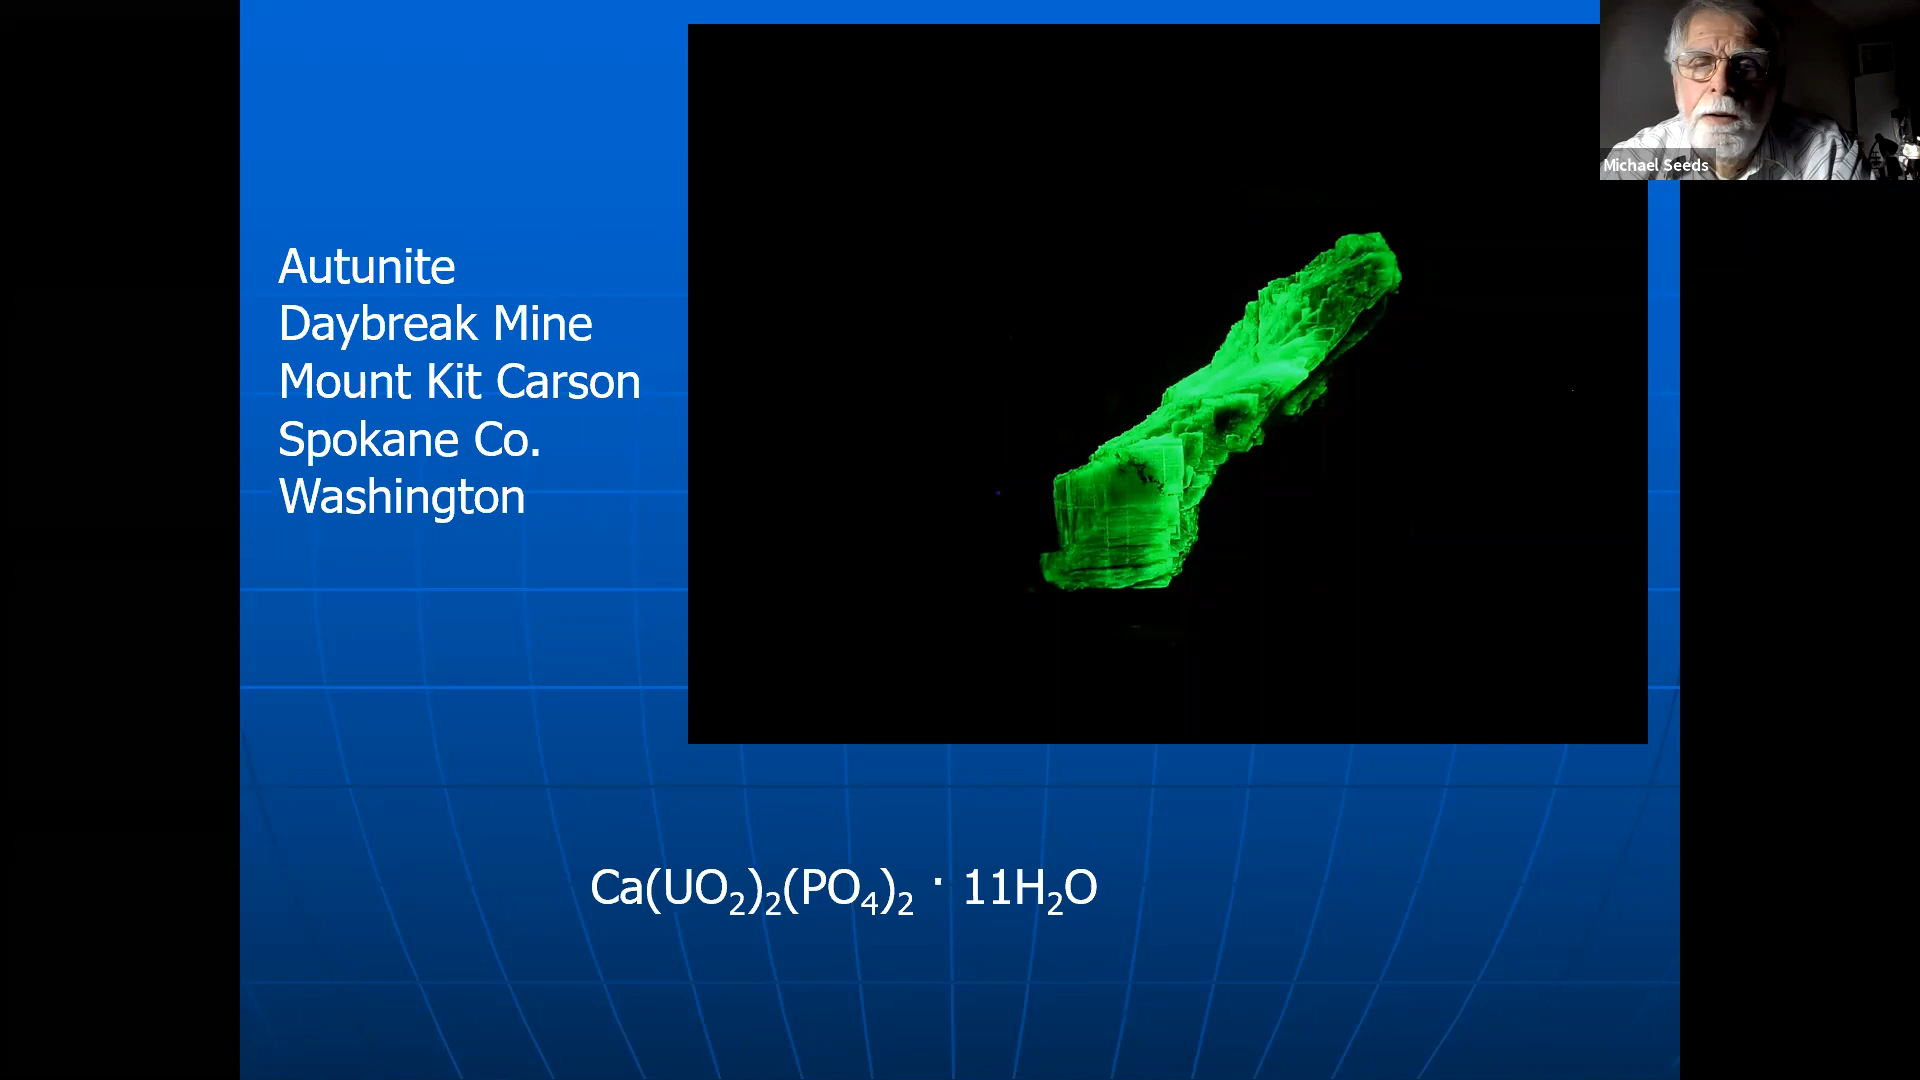 Michael Seeds
Autunite
Daybreak Mine
Mount Kit Carson
Spokane Co.
Washington
Ca(UO₂)₂(PO₄)₂ · 11H₂O